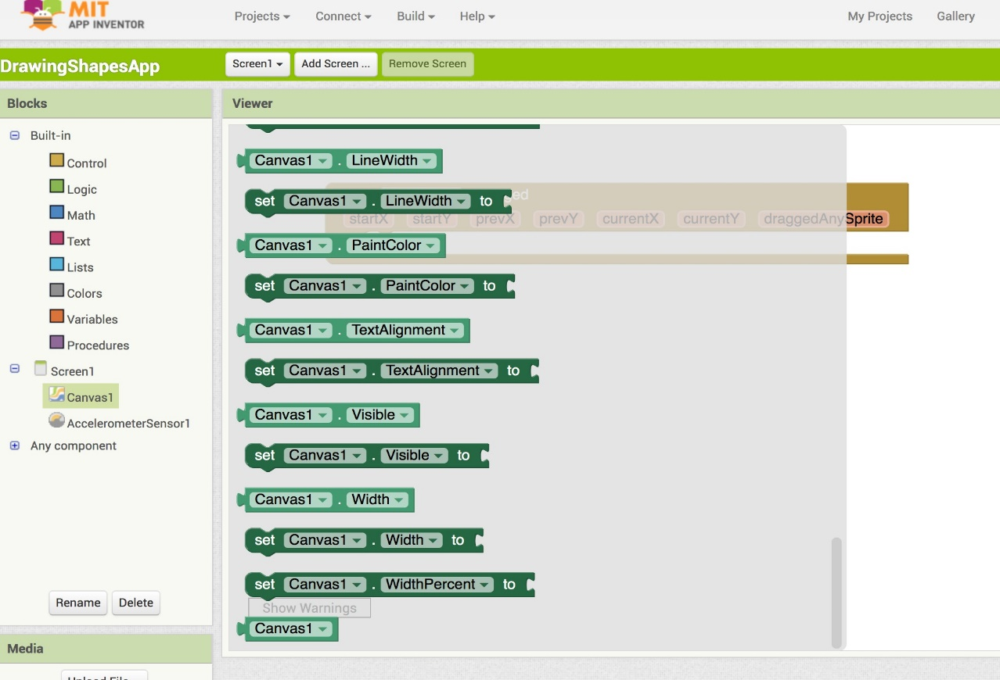 MIT
APP INVENTOR
Projects Connect Build Help My Projects Gallery
DrawingShapesApp Screen1 Add Screen ... Remove Screen
Blocks
Viewer
Built-in
Control
Logic
Math
Text
Lists
Colors
Variables
Procedures
Screen1
Canvas1
AccelerometerSensor1
Any component
Rename Delete
Media
Canvas1 . LineWidth
set Canvas1 . LineWidth to
startX startY prevX prevY currentX currentY draggedAnySprite
Canvas1 . PaintColor
set Canvas1 . PaintColor to
Canvas1 . TextAlignment
set Canvas1 . TextAlignment to
Canvas1 . Visible
set Canvas1 . Visible to
Canvas1 . Width
set Canvas1 . Width to
set Canvas1 . WidthPercent to
Show Warnings
Canvas1